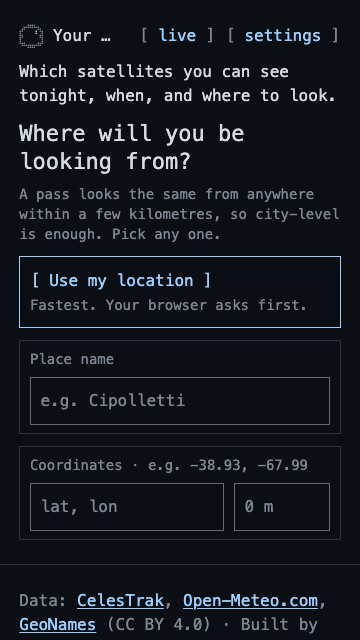 Your …
[ live ] [ settings ]
Which satellites you can see
tonight, when, and where to look.
Where will you be
looking from?
A pass looks the same from anywhere
within a few kilometres, so city-level
is enough. Pick any one.
[ Use my location ]
Fastest. Your browser asks first.
Place name
e.g. Cipolletti
Coordinates · e.g. −38.93, −67.99
lat, lon
0 m
Data: CelesTrak, Open-Meteo.com,
GeoNames (CC BY 4.0) · Built by